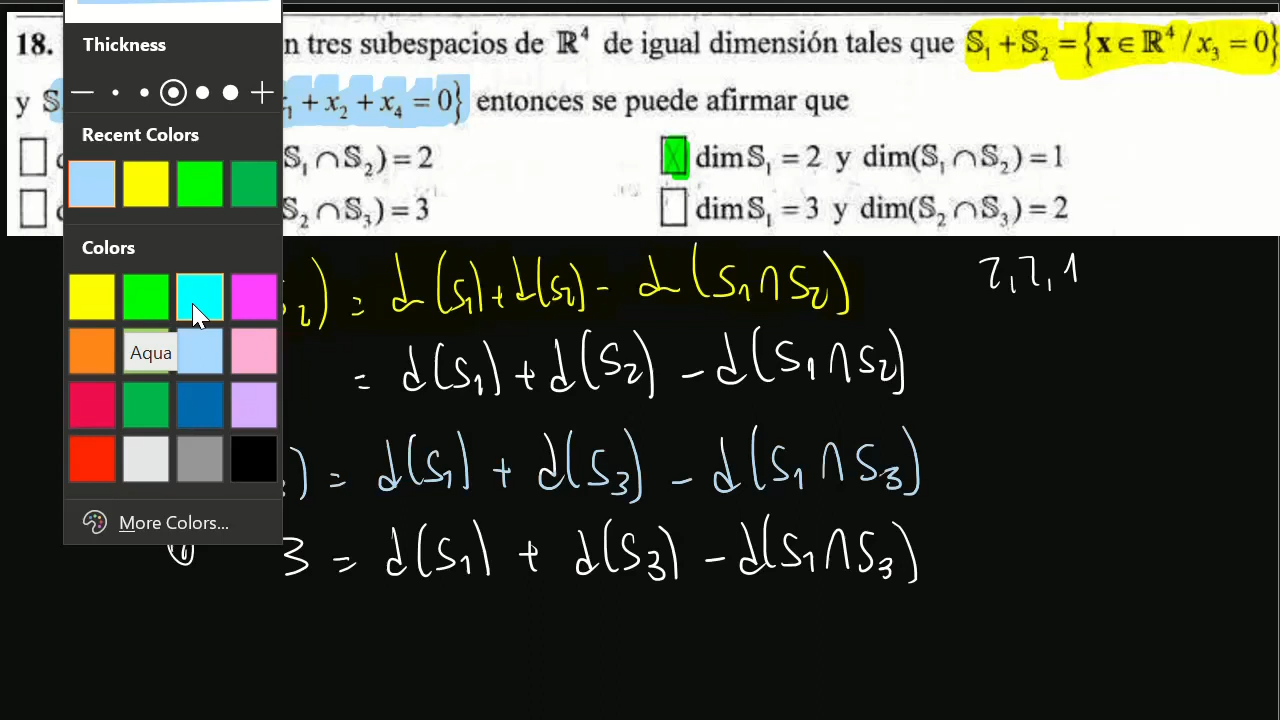 18. n tres subespacios de ℝ⁴ de igual dimensión tales que 𝕊₁ + 𝕊₂ = {x ∈ ℝ⁴ / x₃ = 0}
y 𝕊 ₁ + x₂ + x₄ = 0} entonces se puede afirmar que
𝕊₁ ∩ 𝕊₂) = 2 dim 𝕊₁ = 2 y dim(𝕊₁ ∩ 𝕊₂) = 1
𝕊₂ ∩ 𝕊₃) = 3 dim 𝕊₁ = 3 y dim(𝕊₂ ∩ 𝕊₃) = 2
Thickness
Recent Colors
Colors
Aqua
More Colors...
₂) = d(S₁) + d(S₂) - d(S₁ ∩ S₂)
2, 2, 1
= d(S₁) + d(S₂) - d(S₁ ∩ S₂)
) = d(S₁) + d(S₃) - d(S₁ ∩ S₃)
3 = d(S₁) + d(S₃) - d(S₁ ∩ S₃)